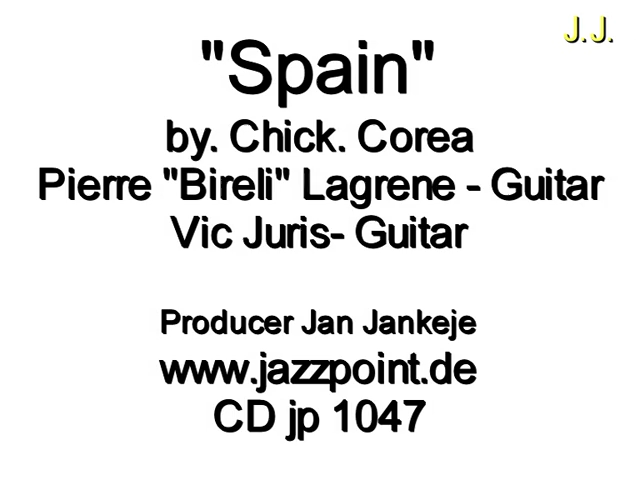 J.J.
"Spain"
by. Chick. Corea
Pierre "Bireli" Lagrene - Guitar
Vic Juris- Guitar
Producer Jan Jankeje
www.jazzpoint.de
CD jp 1047